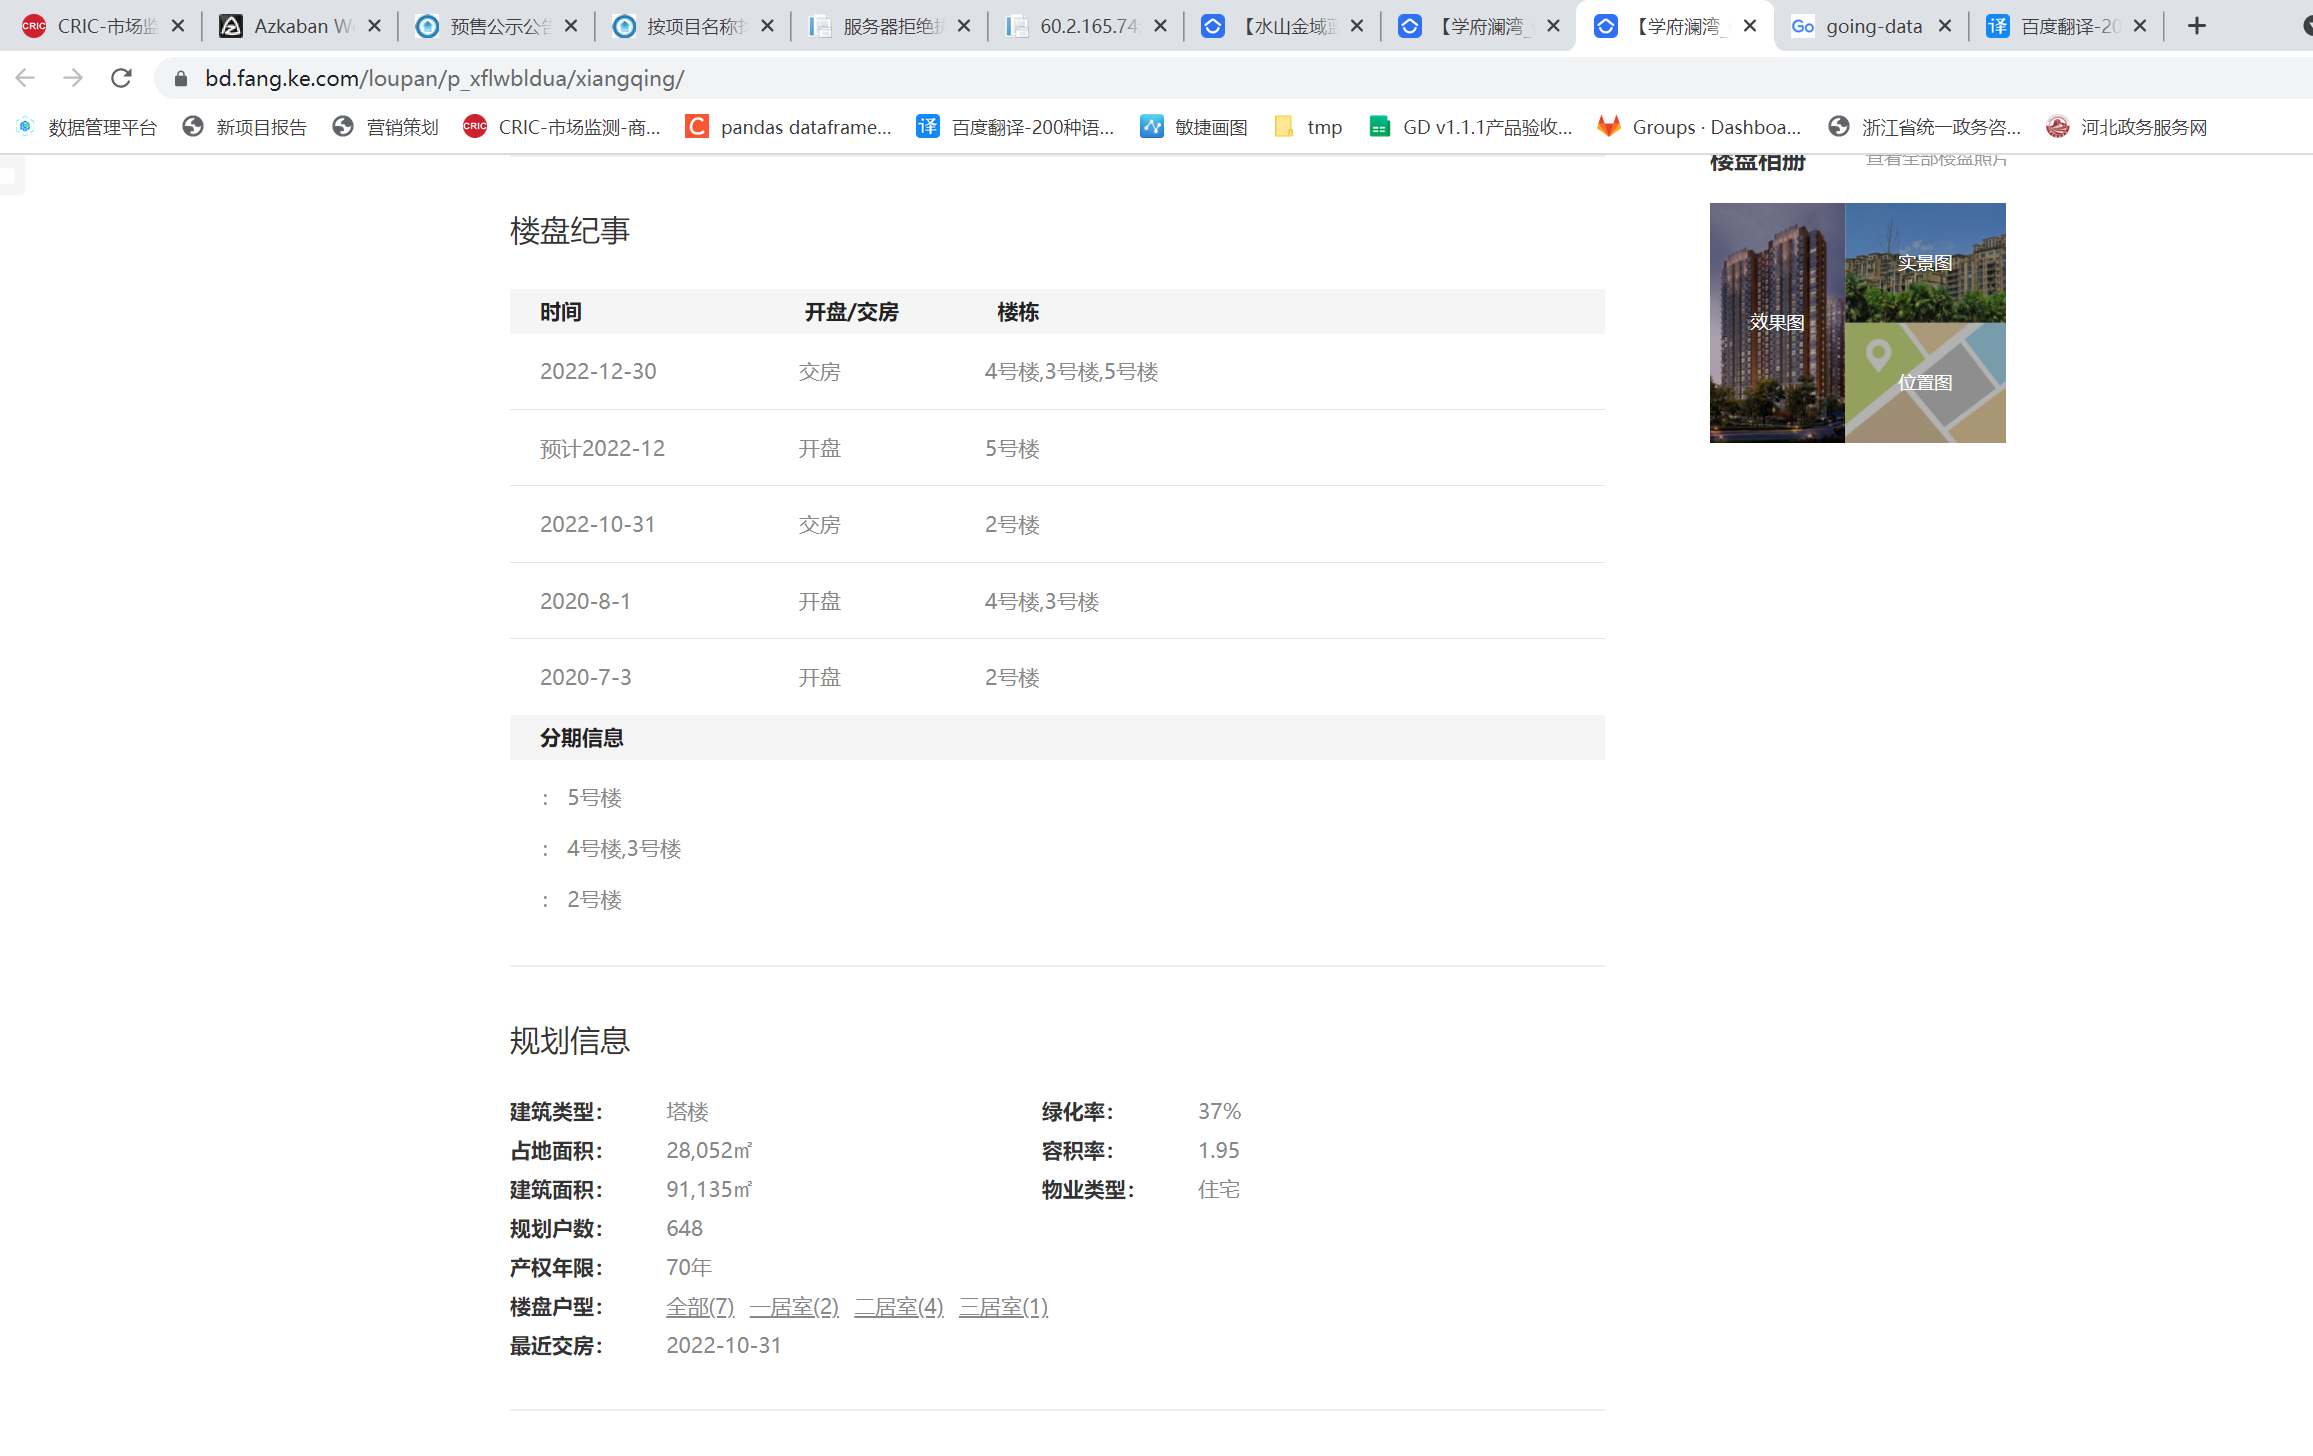 CRIC-市场监
Azkaban W
预售公示公告
按项目名称
服务器拒绝
60.2.165.74:
【水山金域蓝
【学府澜湾_
【学府澜湾_
going-data
百度翻译-20
bd.fang.ke.com/loupan/p_xflwbldua/xiangqing/
数据管理平台
新项目报告
营销策划
CRIC-市场监测-商...
pandas dataframe...
百度翻译-200种语...
敏捷画图
tmp
GD v1.1.1产品验收...
Groups · Dashboa...
浙江省统一政务咨...
河北政务服务网
楼盘相册 查看全部楼盘照片
楼盘纪事
时间 开盘/交房 楼栋
2022-12-30 交房 4号楼,3号楼,5号楼
预计2022-12 开盘 5号楼
2022-10-31 交房 2号楼
2020-8-1 开盘 4号楼,3号楼
2020-7-3 开盘 2号楼
分期信息
： 5号楼
： 4号楼,3号楼
： 2号楼
效果图
实景图
位置图
规划信息
建筑类型： 塔楼 绿化率： 37%
占地面积： 28,052㎡ 容积率： 1.95
建筑面积： 91,135㎡ 物业类型： 住宅
规划户数： 648
产权年限： 70年
楼盘户型： 全部(7) 一居室(2) 二居室(4) 三居室(1)
最近交房： 2022-10-31